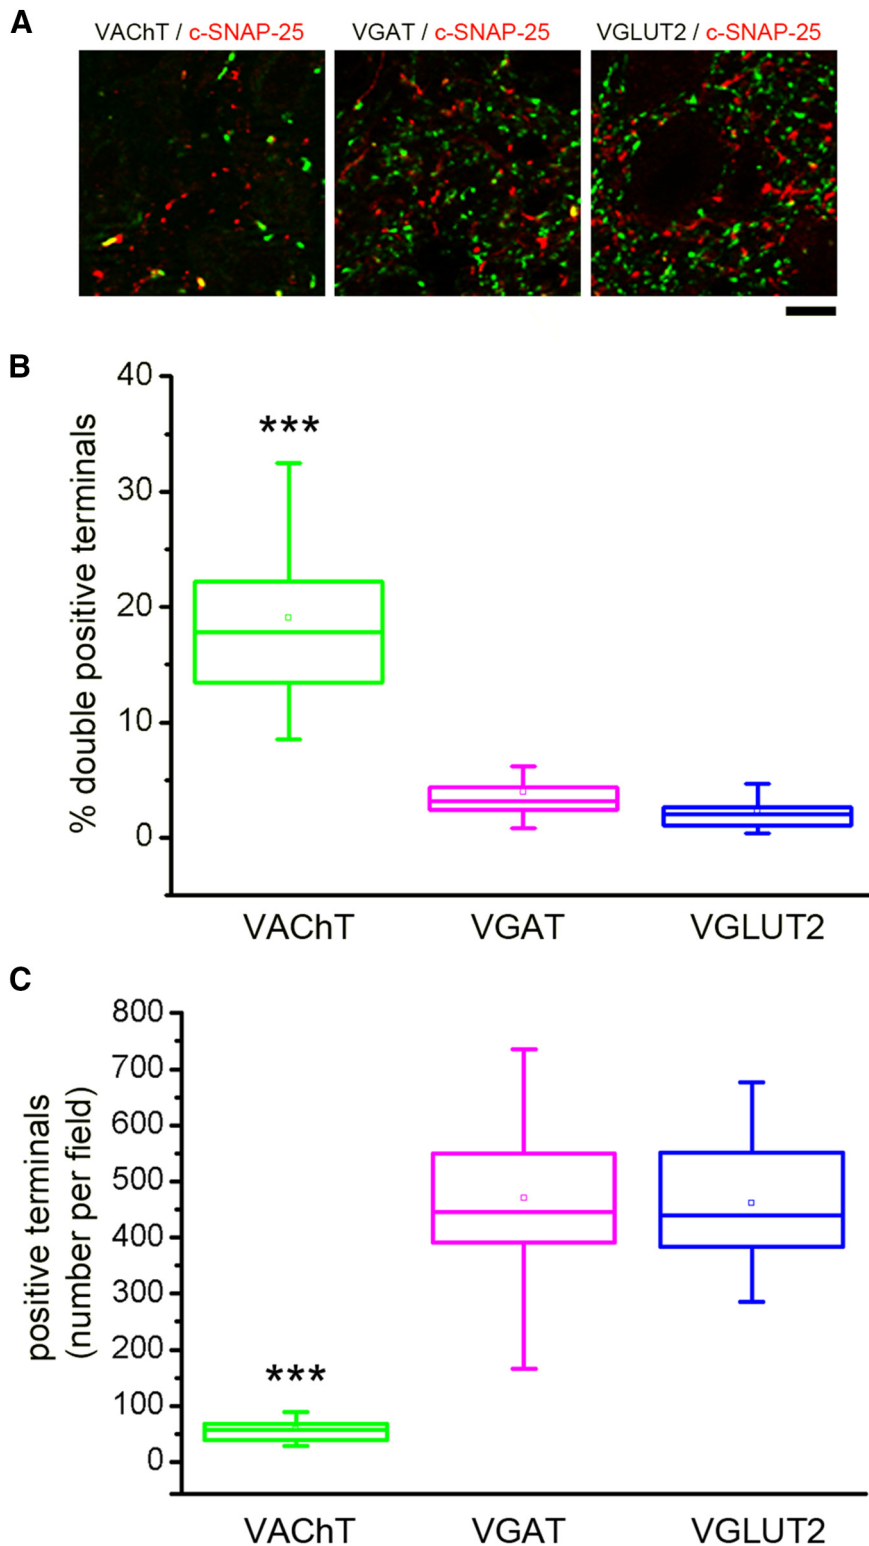 A
VAChT / c-SNAP-25
VGAT / c-SNAP-25
VGLUT2 / c-SNAP-25
B
% double positive terminals
40
30
20
10
0
***
VAChT
VGAT
VGLUT2
C
positive terminals
(number per field)
800
700
600
500
400
300
200
100
0
***
VAChT
VGAT
VGLUT2